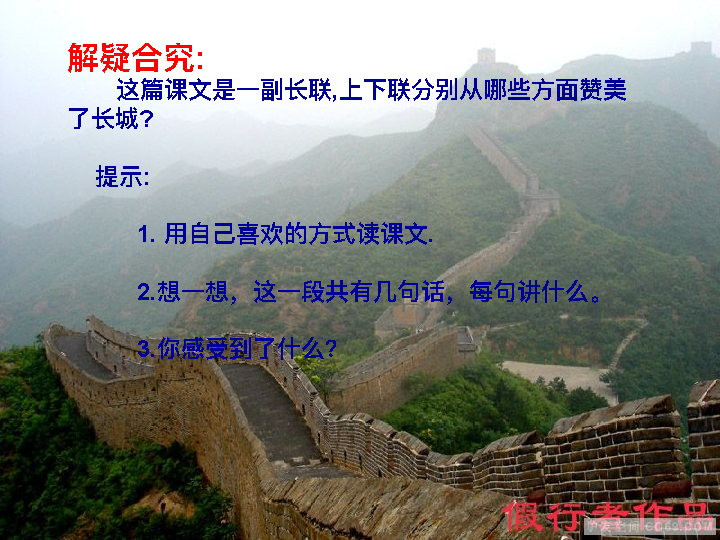 解疑合究:
这篇课文是一副长联,上下联分别从哪些方面赞美
了长城?
提示:
1. 用自己喜欢的方式读课文.
2.想一想，这一段共有几句话，每句讲什么。
3.你感受到了什么?
假行者作品